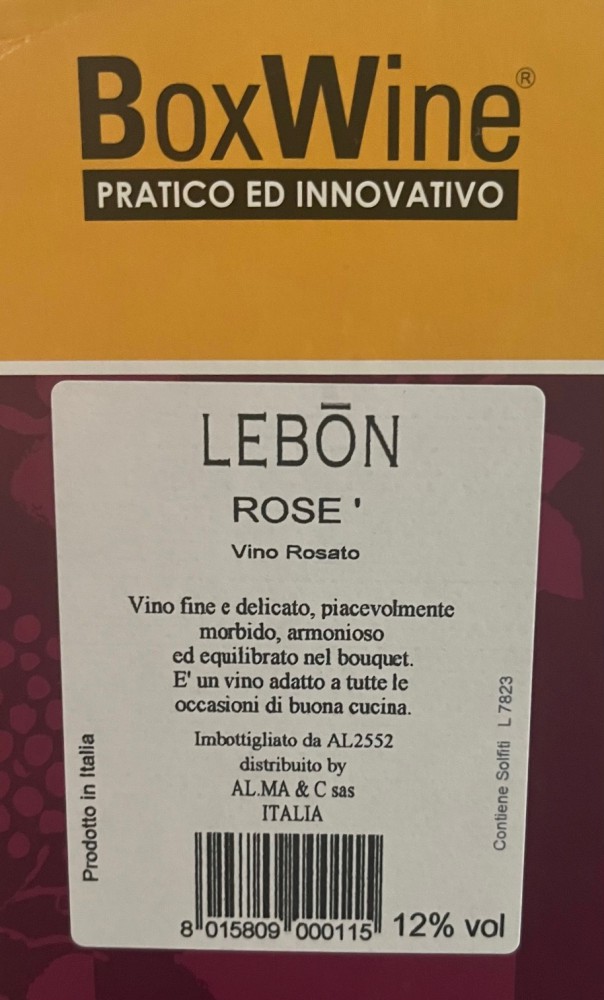 BoxWine®
PRATICO ED INNOVATIVO
LEBŌN
ROSE '
Vino Rosato
Vino fine e delicato, piacevolmente
morbido, armonioso
ed equilibrato nel bouquet.
E' un vino adatto a tutte le
occasioni di buona cucina.
Imbottigliato da AL2552
distribuito by
AL.MA & C sas
ITALIA
Prodotto in Italia
Contiene Solfiti L 7823
8 015809 000115
12% vol